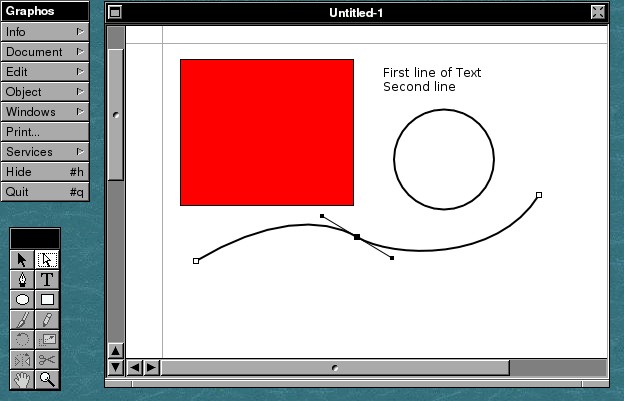 Graphos
Info
Document
Edit
Object
Windows
Print...
Services
Hide #h
Quit #q
Untitled-1
First line of Text
Second line
T